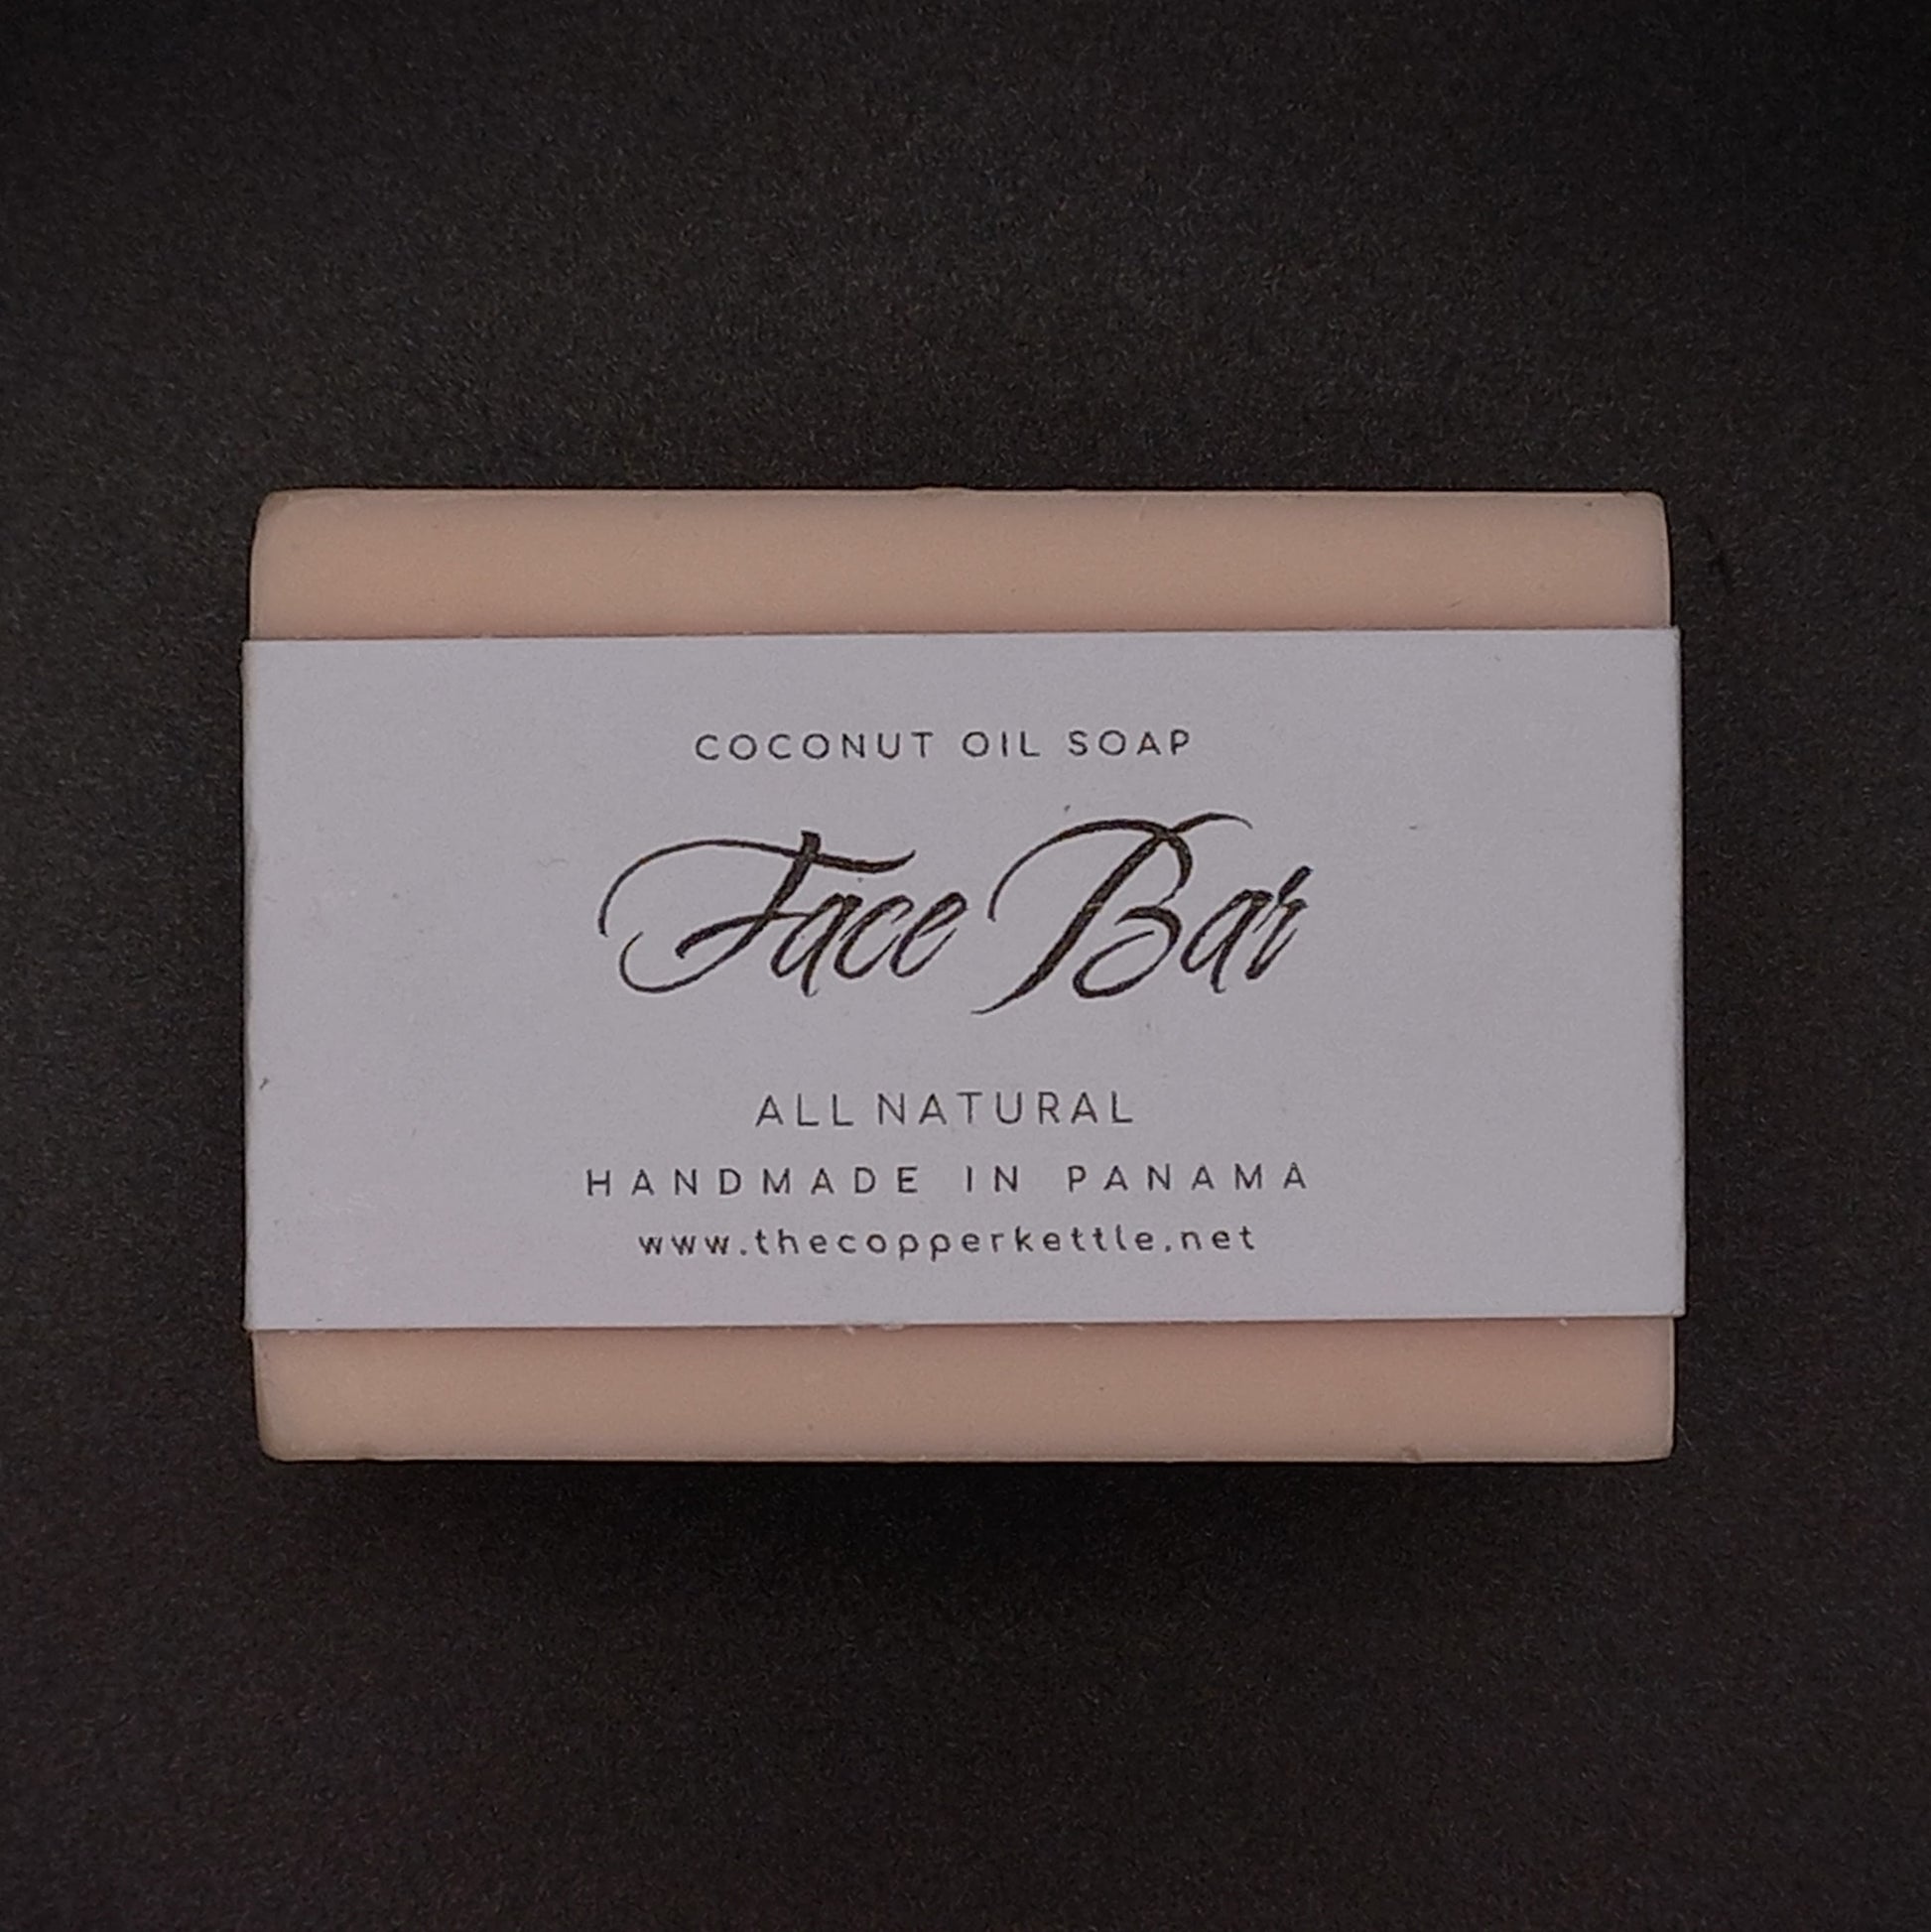 COCONUT OIL SOAP
Face Bar
ALL NATURAL
HANDMADE IN PANAMA
www.thecopperkettle.net